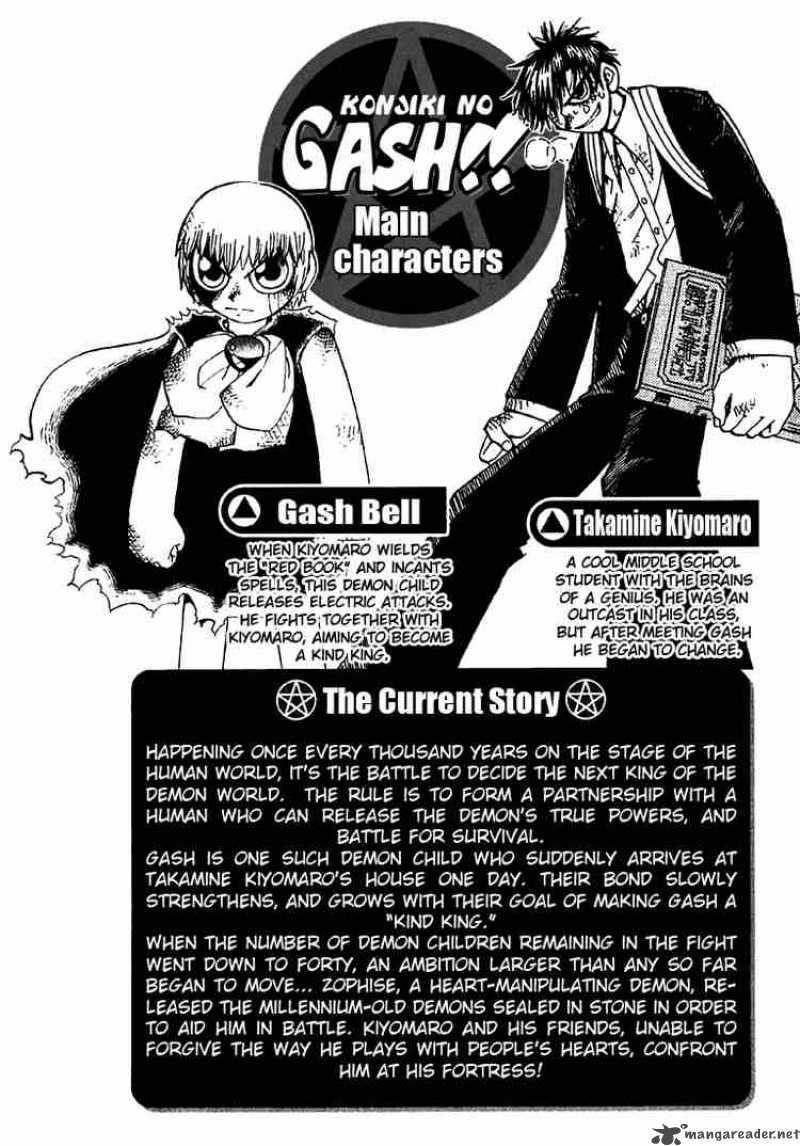 KONJIKI NO
GASH!!
Main
characters
Gash Bell
WHEN KIYOMARO WIELDS
THE "RED BOOK" AND INCANTS
SPELLS, THIS DEMON CHILD
RELEASES ELECTRIC ATTACKS.
HE FIGHTS TOGETHER WITH
KIYOMARO, AIMING TO BECOME
A KIND KING.
Takamine Kiyomaro
A COOL MIDDLE SCHOOL
STUDENT WITH THE BRAINS
OF A GENIUS. HE WAS AN
OUTCAST IN HIS CLASS,
BUT AFTER MEETING GASH
HE BEGAN TO CHANGE.
The Current Story
HAPPENING ONCE EVERY THOUSAND YEARS ON THE STAGE OF THE
HUMAN WORLD, IT'S THE BATTLE TO DECIDE THE NEXT KING OF THE
DEMON WORLD. THE RULE IS TO FORM A PARTNERSHIP WITH A
HUMAN WHO CAN RELEASE THE DEMON'S TRUE POWERS, AND
BATTLE FOR SURVIVAL.
GASH IS ONE SUCH DEMON CHILD WHO SUDDENLY ARRIVES AT
TAKAMINE KIYOMARO'S HOUSE ONE DAY. THEIR BOND SLOWLY
STRENGTHENS, AND GROWS WITH THEIR GOAL OF MAKING GASH A
"KIND KING."
WHEN THE NUMBER OF DEMON CHILDREN REMAINING IN THE FIGHT
WENT DOWN TO FORTY, AN AMBITION LARGER THAN ANY SO FAR
BEGAN TO MOVE... ZOPHISE, A HEART-MANIPULATING DEMON, RE-
LEASED THE MILLENNIUM-OLD DEMONS SEALED IN STONE IN ORDER
TO AID HIM IN BATTLE. KIYOMARO AND HIS FRIENDS, UNABLE TO
FORGIVE THE WAY HE PLAYS WITH PEOPLE'S HEARTS, CONFRONT
HIM AT HIS FORTRESS!
mangareader.net